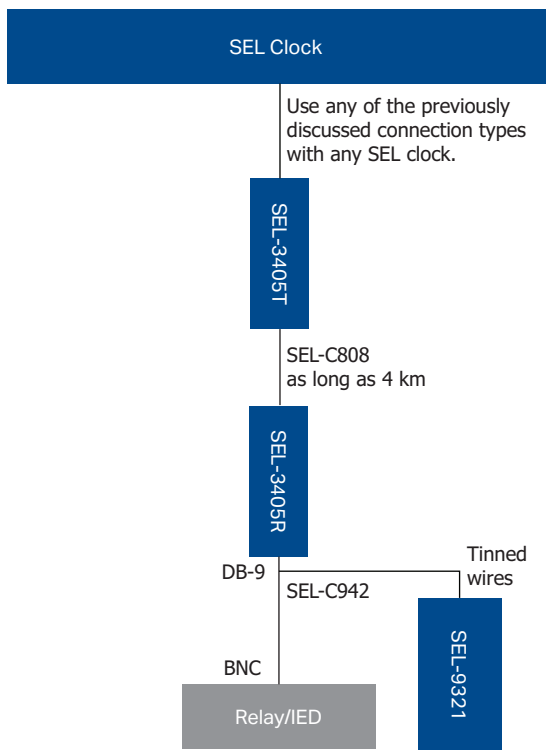 SEL Clock
Use any of the previously
discussed connection types
with any SEL clock.
SEL-3405T
SEL-C808
as long as 4 km
SEL-3405R
DB-9
SEL-C942
Tinned
wires
SEL-9321
BNC
Relay/IED